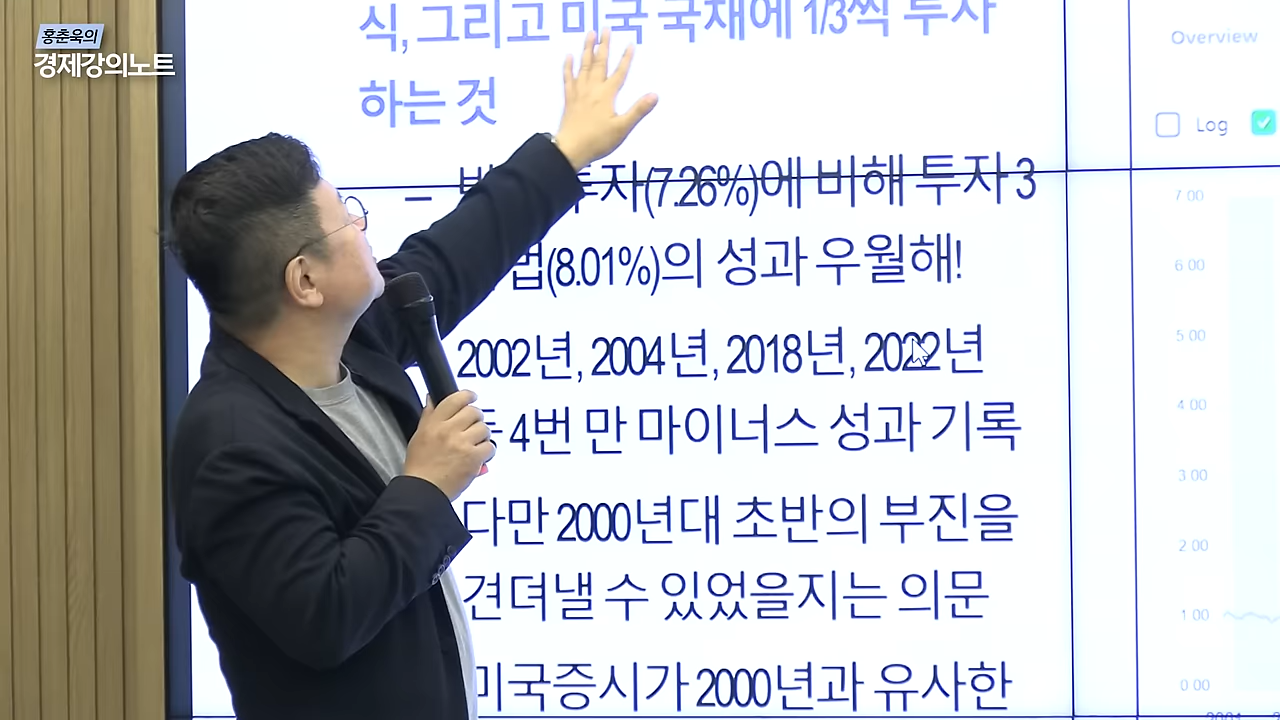 홍춘욱의
경제강의노트
식, 그리고 미국 국채에 1/3씩 투자
하는 것
– 투자(7.26%)에 비해 투자 3
법(8.01%)의 성과 우월해!
2002년, 2004년, 2018년, 2022년
등 4번 만 마이너스 성과 기록
다만 2000년대 초반의 부진을
견뎌낼 수 있었을지는 의문
미국증시가 2000년과 유사한
Overview
Log
7.00
6.00
5.00
4.00
3.00
2.00
1.00
0.00